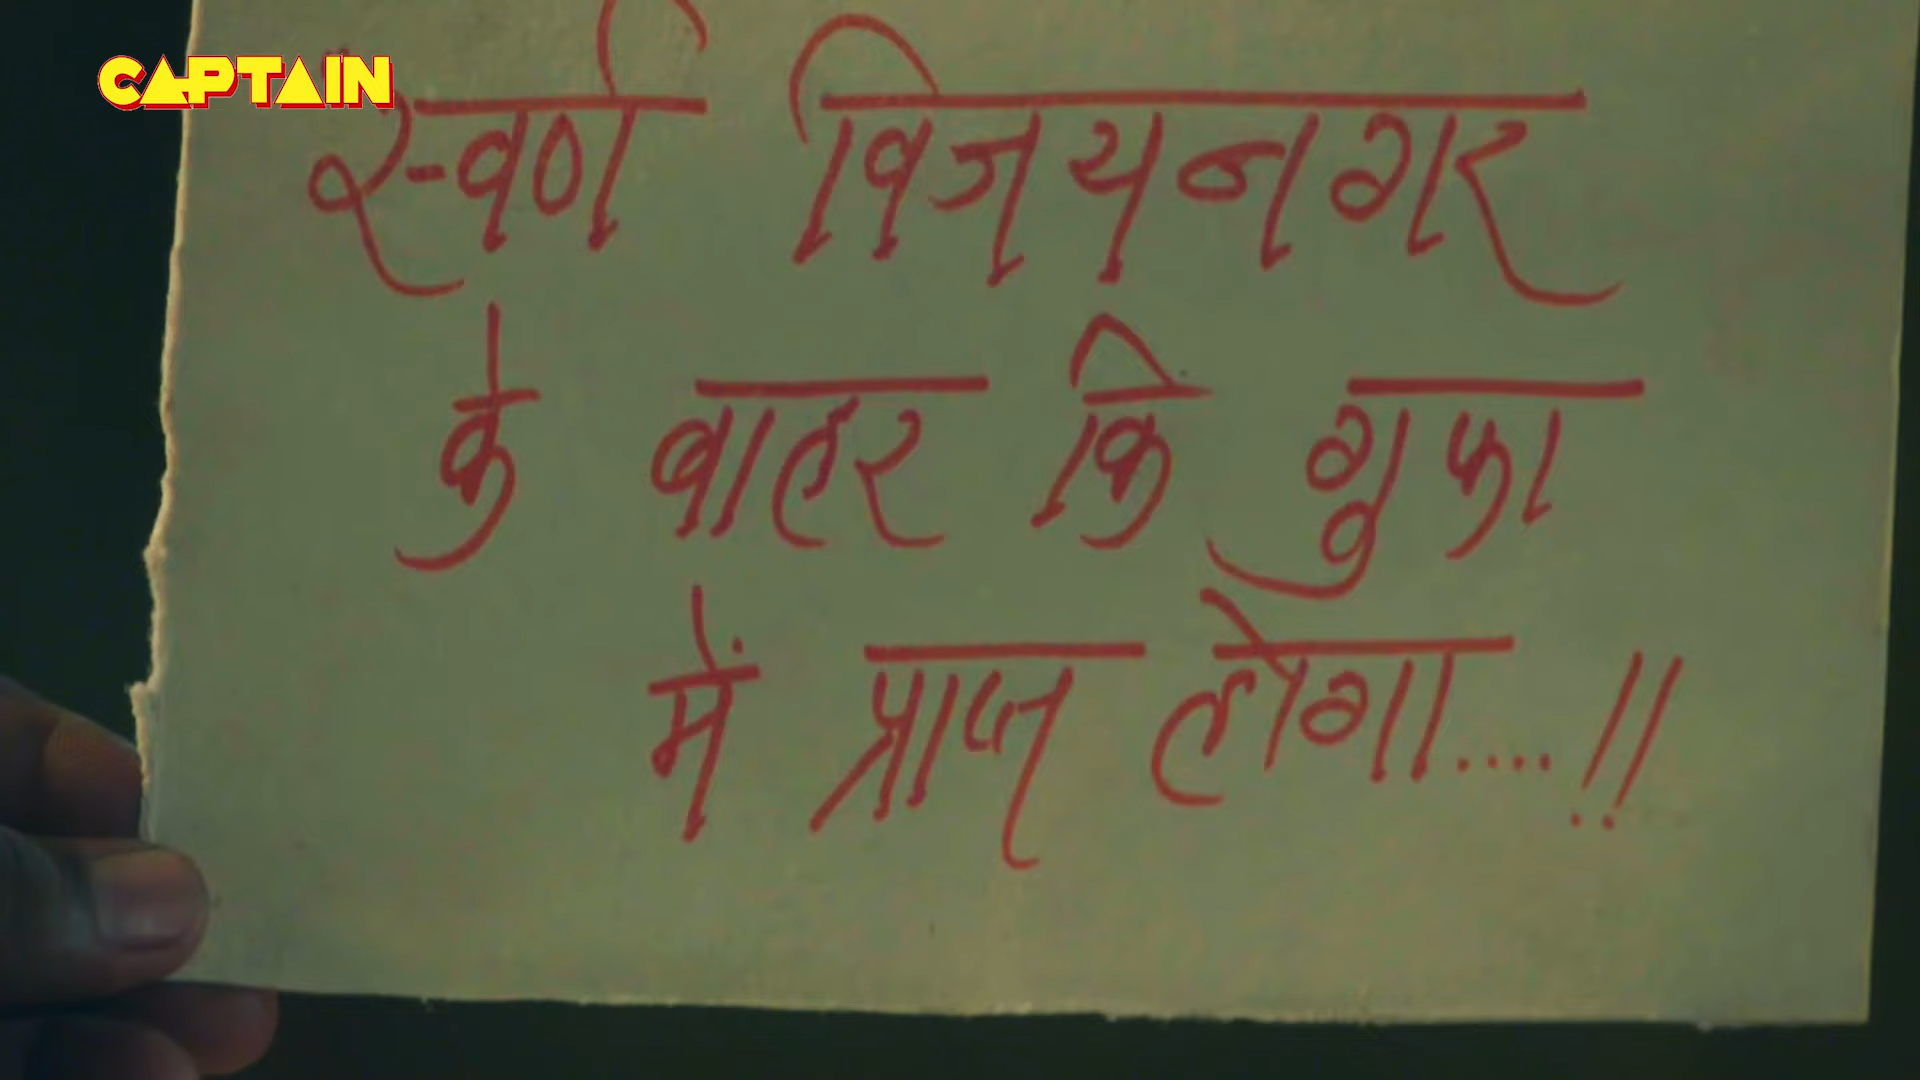 CAPTAIN
स्वर्ण विजयनगर
के बाहर कि गुफा
में प्राप्त होगा....!!